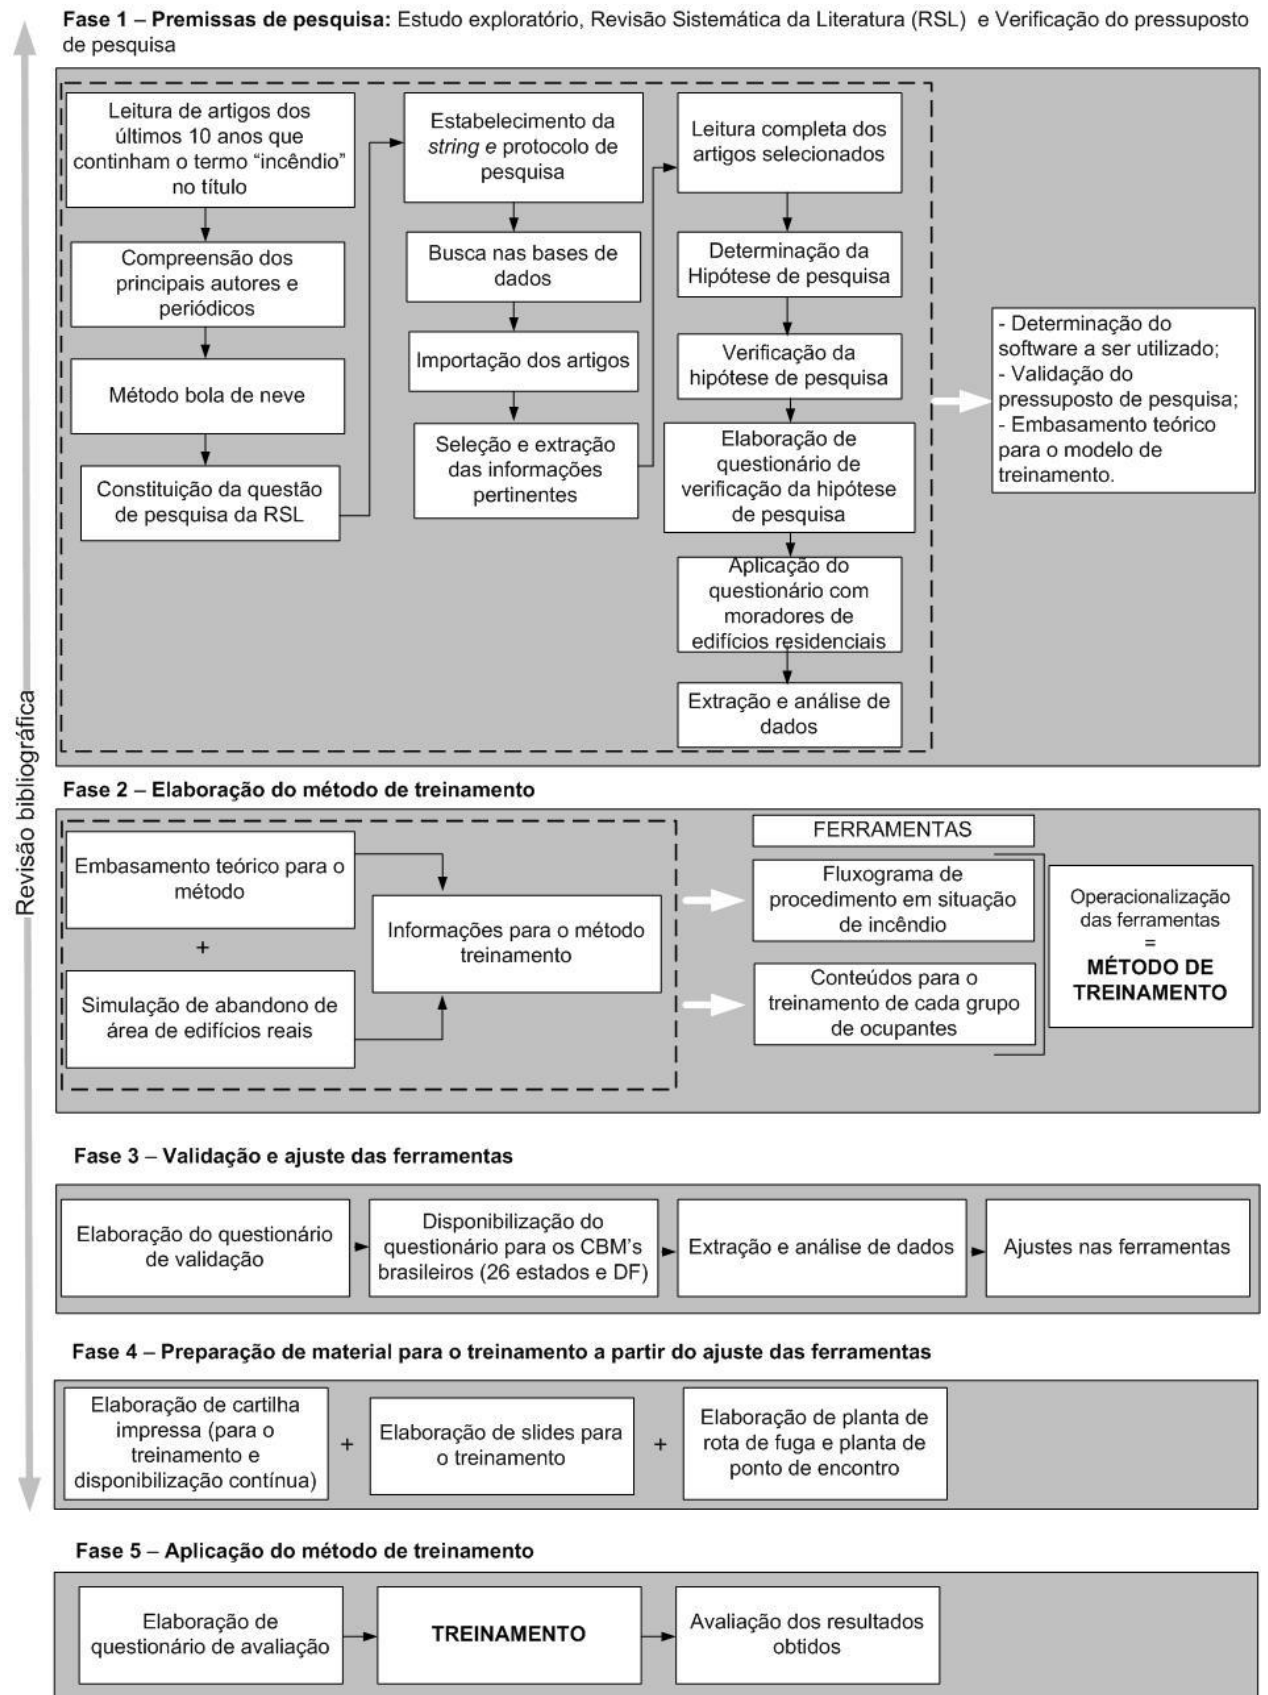 Fase 1 – Premissas de pesquisa: Estudo exploratório, Revisão Sistemática da Literatura (RSL) e Verificação do pressuposto
de pesquisa
Leitura de artigos dos
últimos 10 anos que
continham o termo “incêndio”
no título
Compreensão dos
principais autores e
periódicos
Método bola de neve
Constituição da questão
de pesquisa da RSL
Estabelecimento da
string e protocolo de
pesquisa
Busca nas bases de
dados
Importação dos artigos
Seleção e extração
das informações
pertinentes
Leitura completa dos
artigos selecionados
Determinação da
Hipótese de pesquisa
Verificação da
hipótese de pesquisa
Elaboração de
questionário de
verificação da hipótese
de pesquisa
Aplicação do
questionário com
moradores de
edifícios residenciais
Extração e análise de
dados
- Determinação do
software a ser utilizado;
- Validação do
pressuposto de pesquisa;
- Embasamento teórico
para o modelo de
treinamento.
Revisão bibliográfica
Fase 2 – Elaboração do método de treinamento
Embasamento teórico para o
método
+
Simulação de abandono de
área de edifícios reais
Informações para o método
treinamento
FERRAMENTAS
Fluxograma de
procedimento em situação
de incêndio
Conteúdos para o
treinamento de cada grupo
de ocupantes
Operacionalização
das ferramentas
=
MÉTODO DE
TREINAMENTO
Fase 3 – Validação e ajuste das ferramentas
Elaboração do questionário
de validação
Disponibilização do
questionário para os CBM's
brasileiros (26 estados e DF)
Extração e análise de dados
Ajustes nas ferramentas
Fase 4 – Preparação de material para o treinamento a partir do ajuste das ferramentas
Elaboração de cartilha
impressa (para o
treinamento e
disponibilização contínua)
+
Elaboração de slides para
o treinamento
+
Elaboração de planta de
rota de fuga e planta de
ponto de encontro
Fase 5 – Aplicação do método de treinamento
Elaboração de
questionário de avaliação
TREINAMENTO
Avaliação dos resultados
obtidos